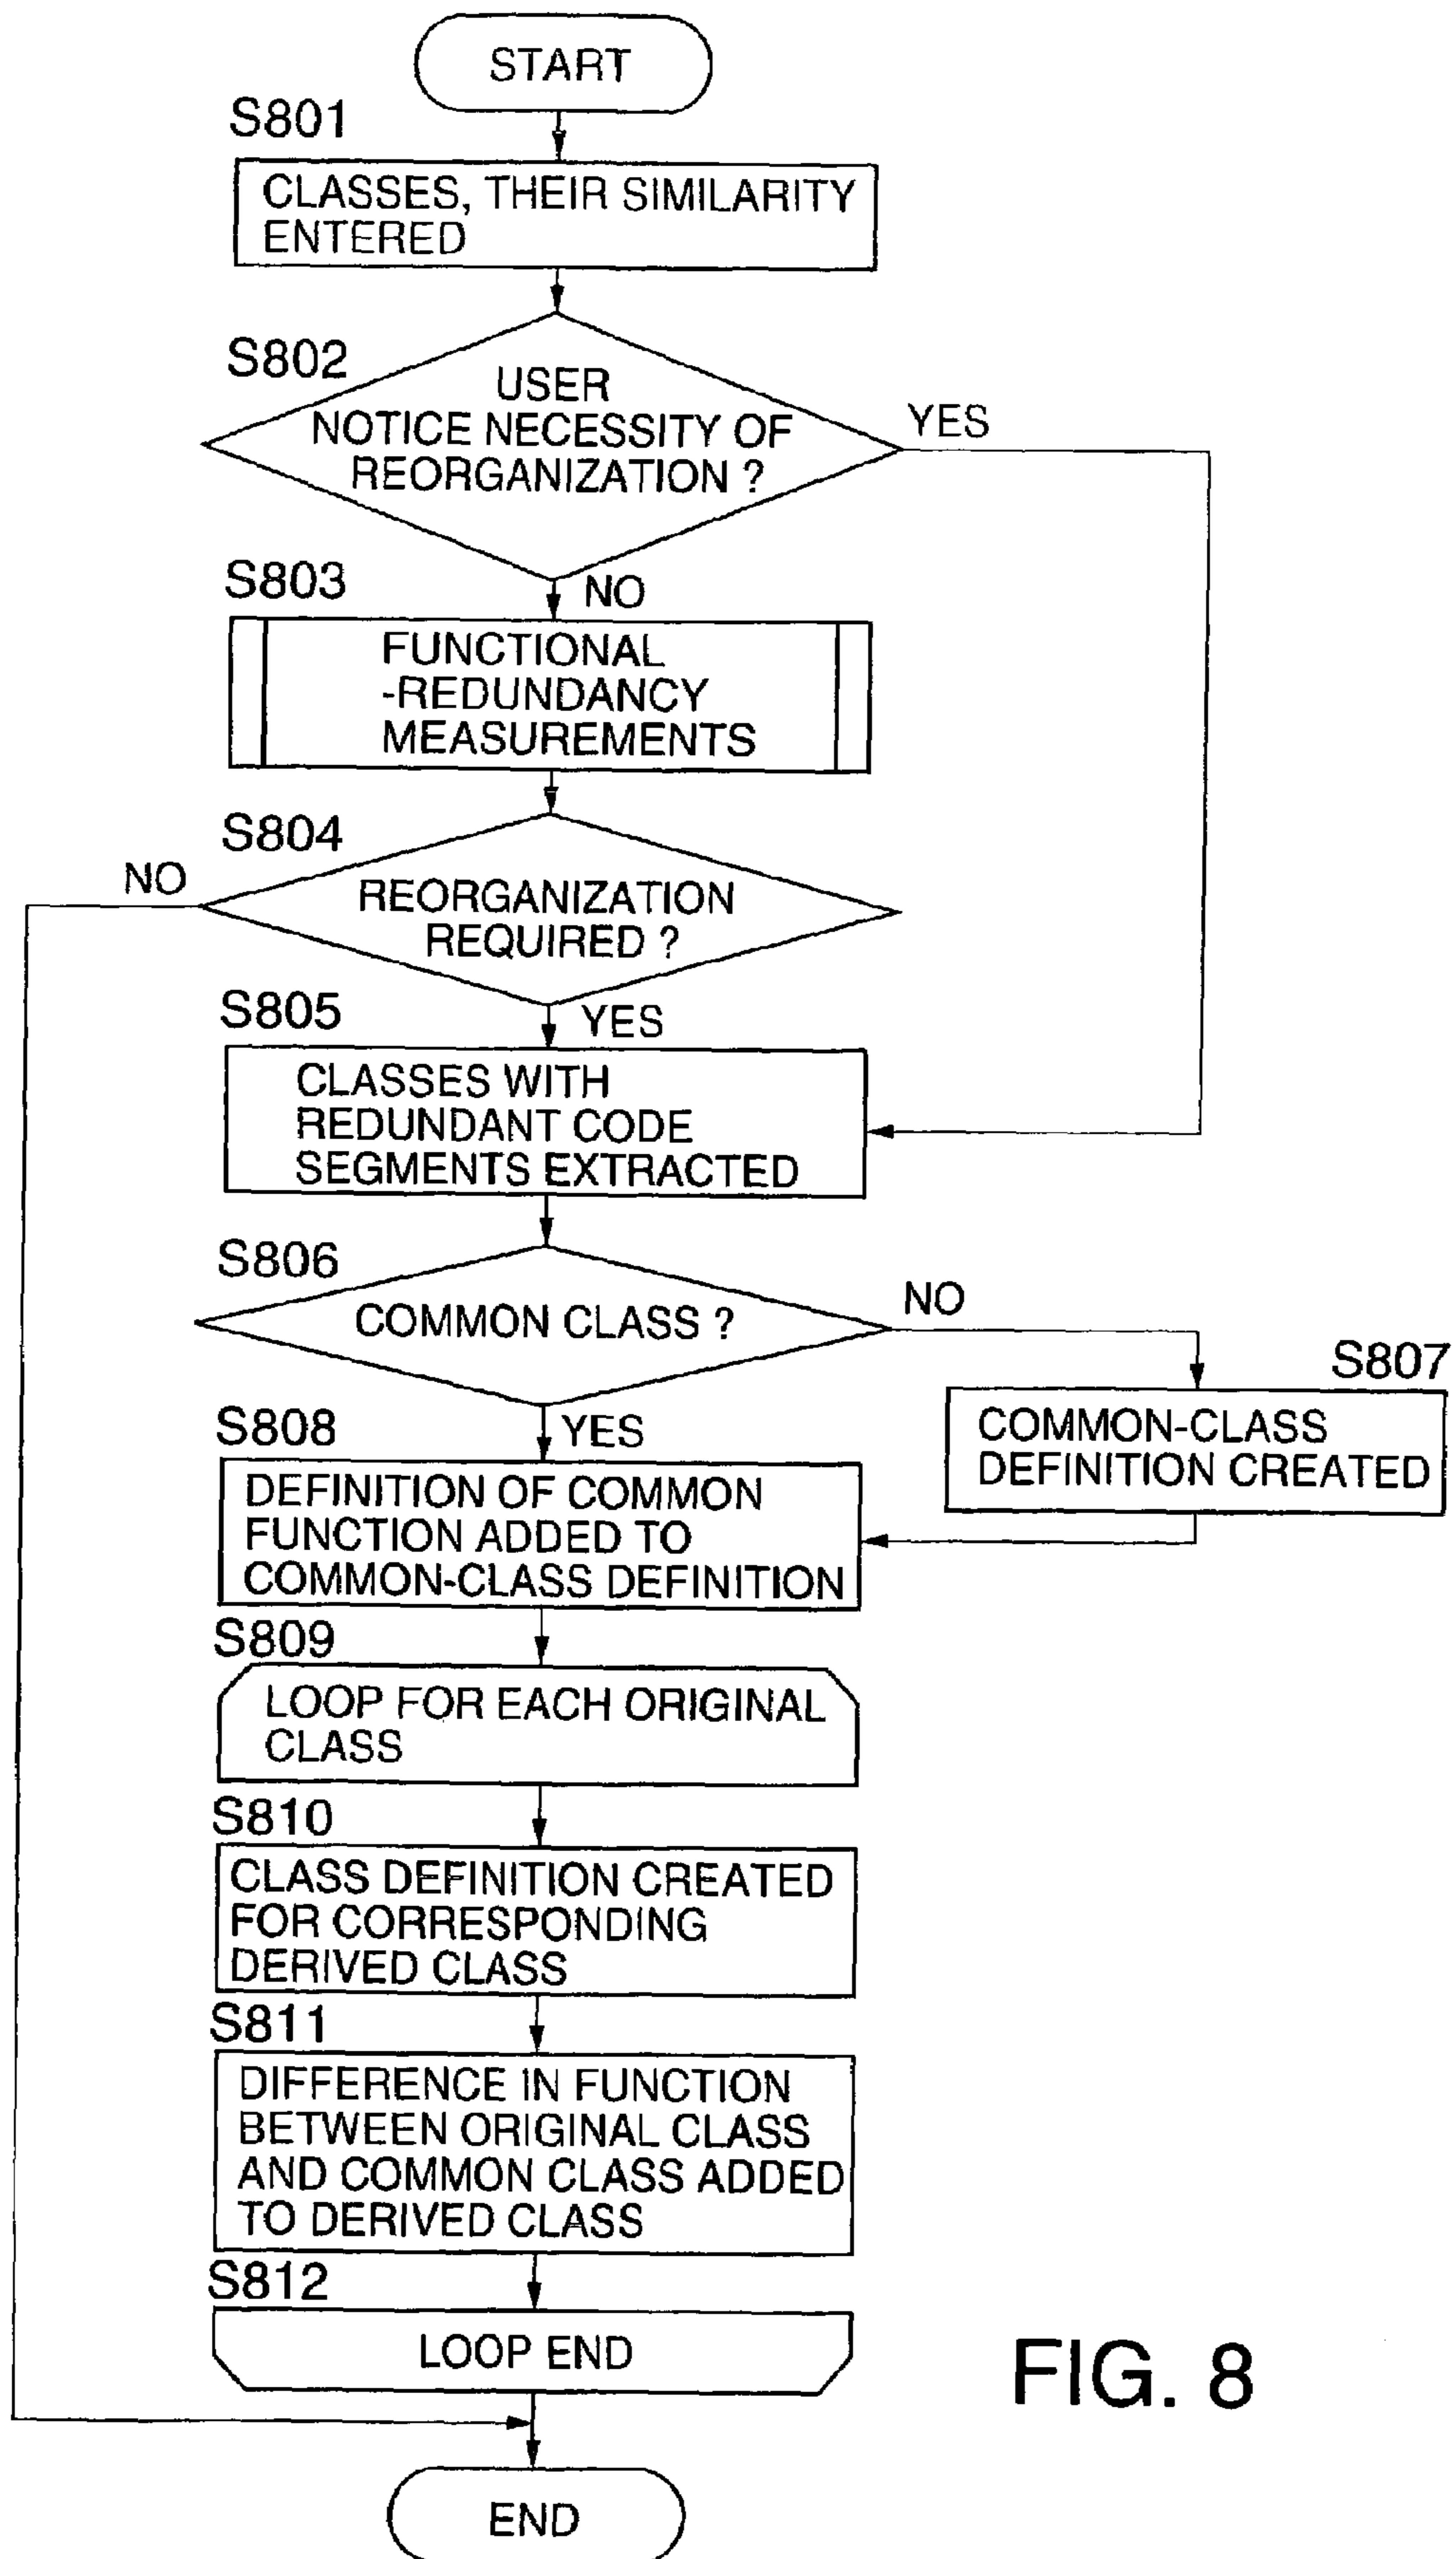 START
S801
CLASSES, THEIR SIMILARITY
ENTERED
S802
USER
NOTICE NECESSITY OF
REORGANIZATION ?
YES
NO
S803
FUNCTIONAL
-REDUNDANCY
MEASUREMENTS
S804
NO
REORGANIZATION
REQUIRED ?
YES
S805
CLASSES WITH
REDUNDANT CODE
SEGMENTS EXTRACTED
S806
COMMON CLASS ?
NO
S807
COMMON-CLASS
DEFINITION CREATED
YES
S808
DEFINITION OF COMMON
FUNCTION ADDED TO
COMMON-CLASS DEFINITION
S809
LOOP FOR EACH ORIGINAL
CLASS
S810
CLASS DEFINITION CREATED
FOR CORRESPONDING
DERIVED CLASS
S811
DIFFERENCE IN FUNCTION
BETWEEN ORIGINAL CLASS
AND COMMON CLASS ADDED
TO DERIVED CLASS
S812
LOOP END
FIG. 8
END